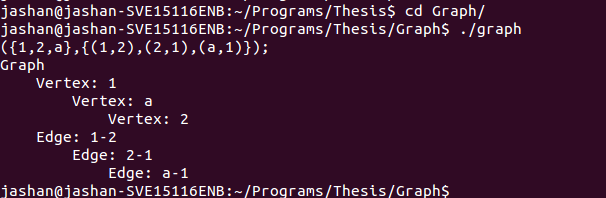 jashan@jashan-SVE15116ENB:~/Programs/Thesis$ cd Graph/
jashan@jashan-SVE15116ENB:~/Programs/Thesis/Graph$ ./graph
({1,2,a},{(1,2),(2,1),(a,1)});
Graph
    Vertex: 1
        Vertex: a
            Vertex: 2
    Edge: 1-2
        Edge: 2-1
            Edge: a-1
jashan@jashan-SVE15116ENB:~/Programs/Thesis/Graph$